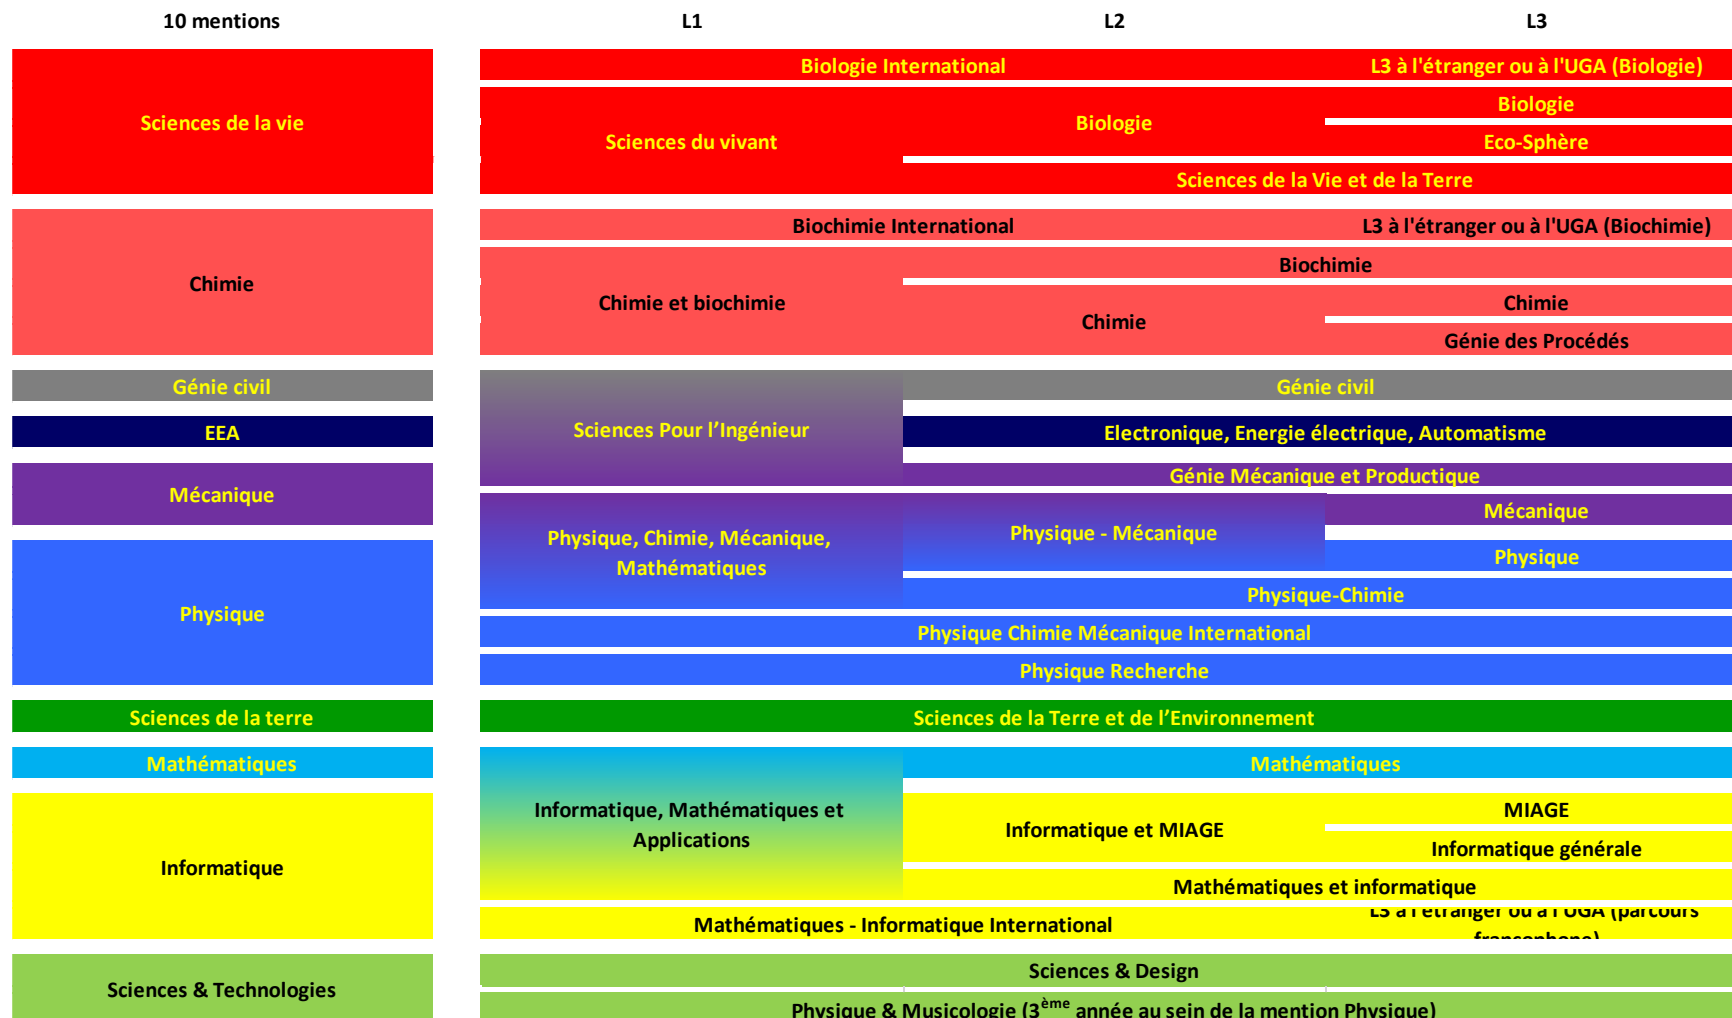 10 mentions L1 L2 L3
Biologie International L3 à l'étranger ou à l'UGA (Biologie)
Sciences de la vie
Sciences du vivant
Biologie
Biologie
Eco-Sphère
Sciences de la Vie et de la Terre
Chimie
Biochimie International L3 à l'étranger ou à l'UGA (Biochimie)
Chimie et biochimie
Biochimie
Chimie
Chimie
Génie des Procédés
Génie civil
Sciences Pour l’Ingénieur
Génie civil
EEA
Electronique, Energie électrique, Automatisme
Mécanique
Génie Mécanique et Productique
Physique, Chimie, Mécanique,
Mathématiques
Physique - Mécanique
Mécanique
Physique
Physique
Physique-Chimie
Physique Chimie Mécanique International
Physique Recherche
Sciences de la terre
Sciences de la Terre et de l’Environnement
Mathématiques
Informatique, Mathématiques et
Applications
Mathématiques
Informatique
Informatique et MIAGE
MIAGE
Informatique générale
Mathématiques et informatique
Mathématiques - Informatique International
L3 à l'étranger ou à l'UGA (parcours
francophone)
Sciences & Technologies
Sciences & Design
Physique & Musicologie (3ème année au sein de la mention Physique)